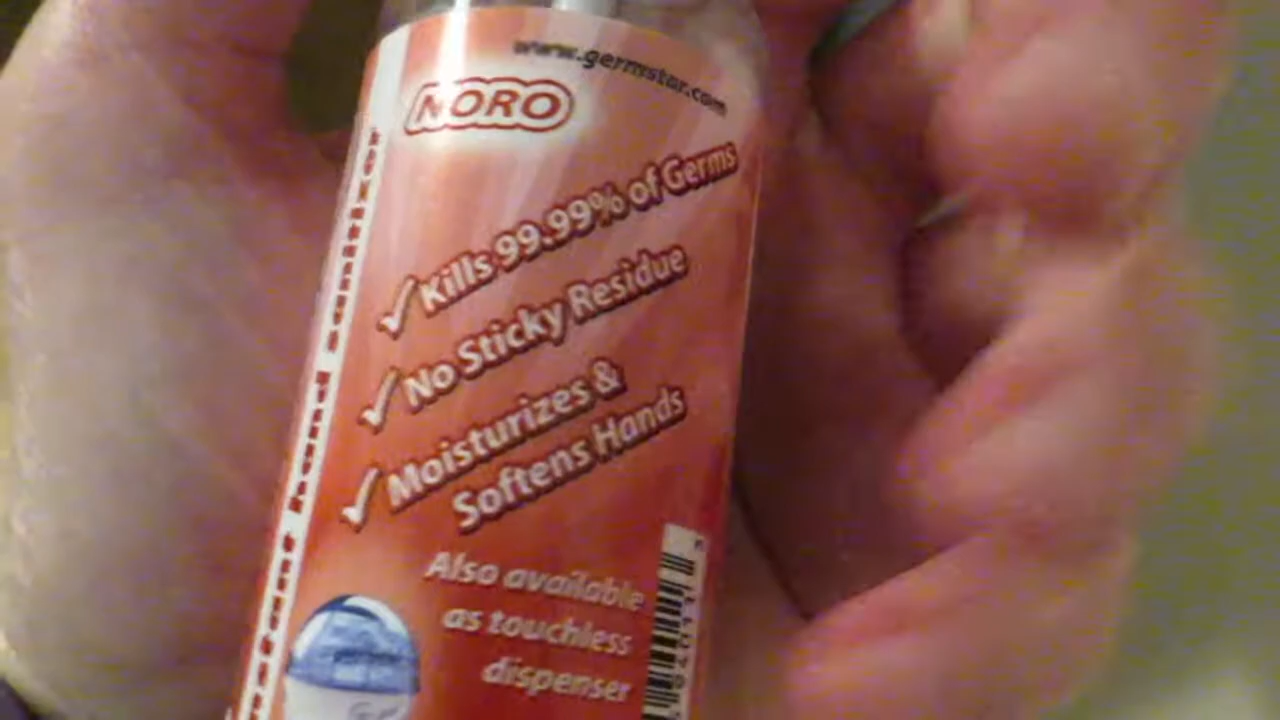 www.germstar.com
NORO
Kills 99.99% of Germs
No Sticky Residue
Moisturizes &
Softens Hands
Also available
as touchless
dispenser